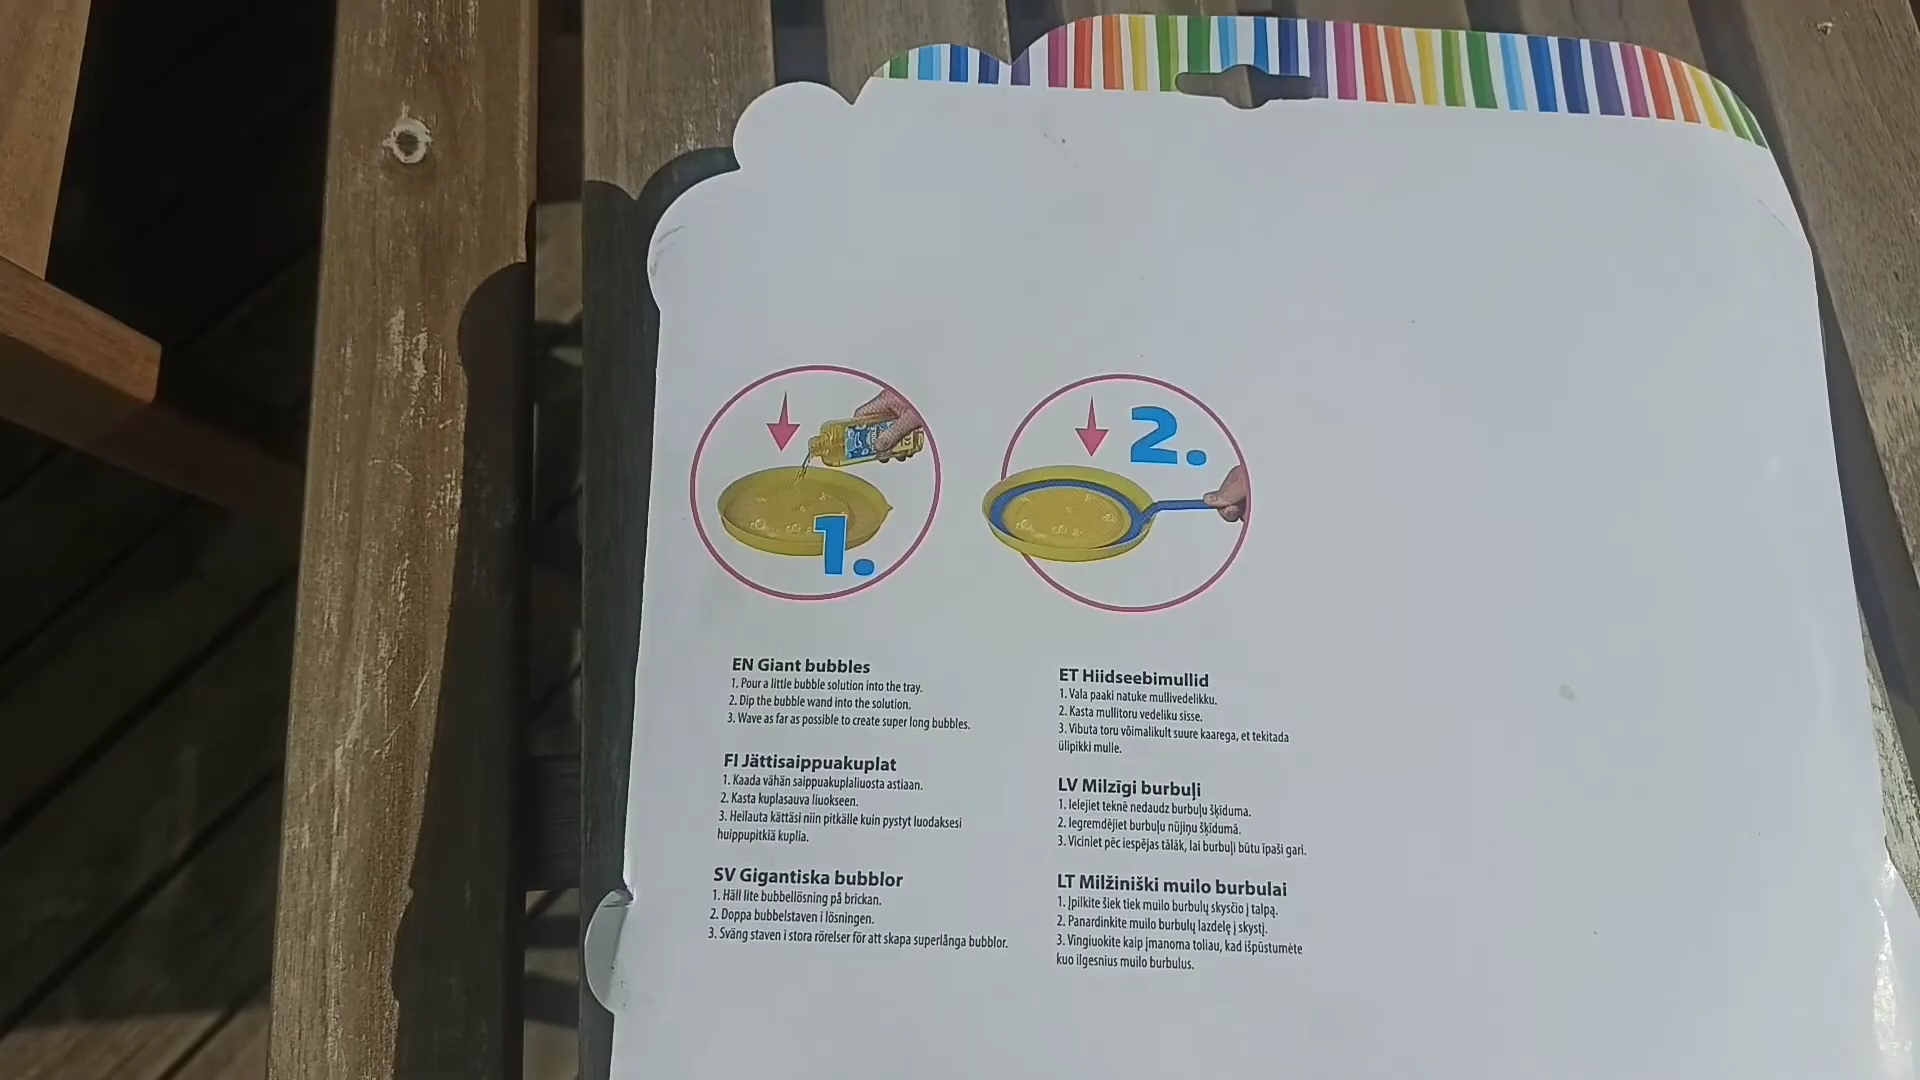 1.
2.
EN Giant bubbles
1. Pour a little bubble solution into the tray.
2. Dip the bubble wand into the solution.
3. Wave as far as possible to create super long bubbles.
FI Jättisaippuakuplat
1. Kaada vähän saippuakuplaliuosta astiaan.
2. Kasta kuplasauva liuokseen.
3. Heilauta kättäsi niin pitkälle kuin pystyt luodaksesi
huippupitkiä kuplia.
SV Gigantiska bubblor
1. Häll lite bubbellösning på brickan.
2. Doppa bubbelstaven i lösningen.
3. Sväng staven i stora rörelser för att skapa superlånga bubblor.
ET Hiidseebimullid
1. Vala paaki natuke mullivedelikku.
2. Kasta mullitoru vedeliku sisse.
3. Vibuta toru võimalikult suure kaarega, et tekitada
ülipikki mulle.
LV Milzīgi burbuļi
1. Ielejiet teknē nedaudz burbuļu šķīduma.
2. Iegremdējiet burbuļu nūjiņu šķīdumā.
3. Viciniet pēc iespējas tālāk, lai burbuļi būtu īpaši gari.
LT Milžiniški muilo burbulai
1. Įpilkite šiek tiek muilo burbulų skysčio į talpą.
2. Panardinkite muilo burbulų lazdelę į skystį.
3. Vingiuokite kaip įmanoma toliau, kad išpūstumėte
kuo ilgesnius muilo burbulus.